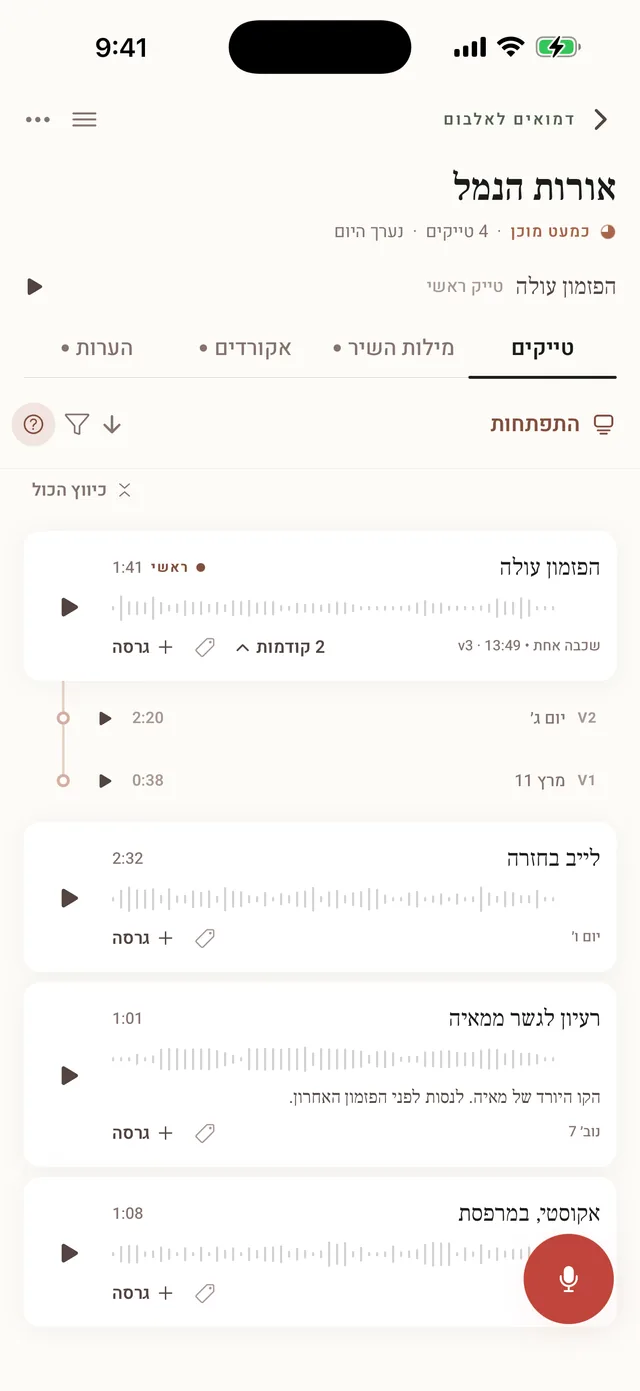 9:41
דמואים לאלבום
אורות הנמל
כמעט מוכן · 4 טייקים · נערך היום
הפזמון עולה טייק ראשי
טייקים מילות השיר • אקורדים • הערות •
התפתחות
כיווץ הכול
הפזמון עולה • ראשי 1:41
שכבה אחת • 13:49 · v3 2 קודמות + גרסה
V2 יום ג׳ 2:20
V1 11 מרץ 0:38
לייב בחזרה 2:32
יום ו׳ + גרסה
רעיון לגשר ממאיה 1:01
הקו היורד של מאיה. לנסות לפני הפזמון האחרון.
7 נוב׳ + גרסה
אקוסטי, במרפסת 1:08
+ גרסה